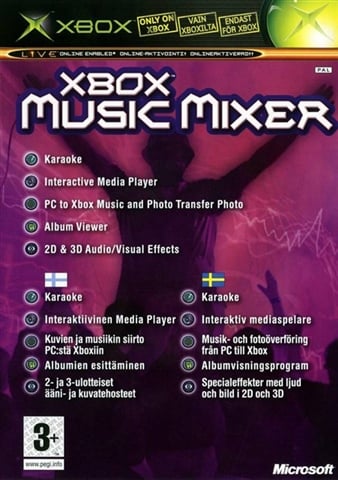 XBOX
ONLY ON XBOX
VAIN XBOXILTA
ENDAST FÖR XBOX
LIVE ONLINE ENABLED* ONLINE-AKTIVOINTI* ONLINEAKTIVERAD*
PAL
XBOX
MUSIC MIXER
Karaoke
Interactive Media Player
PC to Xbox Music and Photo Transfer Photo
Album Viewer
2D & 3D Audio/Visual Effects
Karaoke
Interaktiivinen Media Player
Kuvien ja musiikin siirto
PC:stä Xboxiin
Albumien esittäminen
2- ja 3-ulotteiset
ääni- ja kuvatehosteet
Karaoke
Interaktiv mediaspelare
Musik- och fotoöverföring
från PC till Xbox
Albumvisningsprogram
Specialeffekter med ljud
och bild i 2D och 3D
3+
www.pegi.info
Microsoft